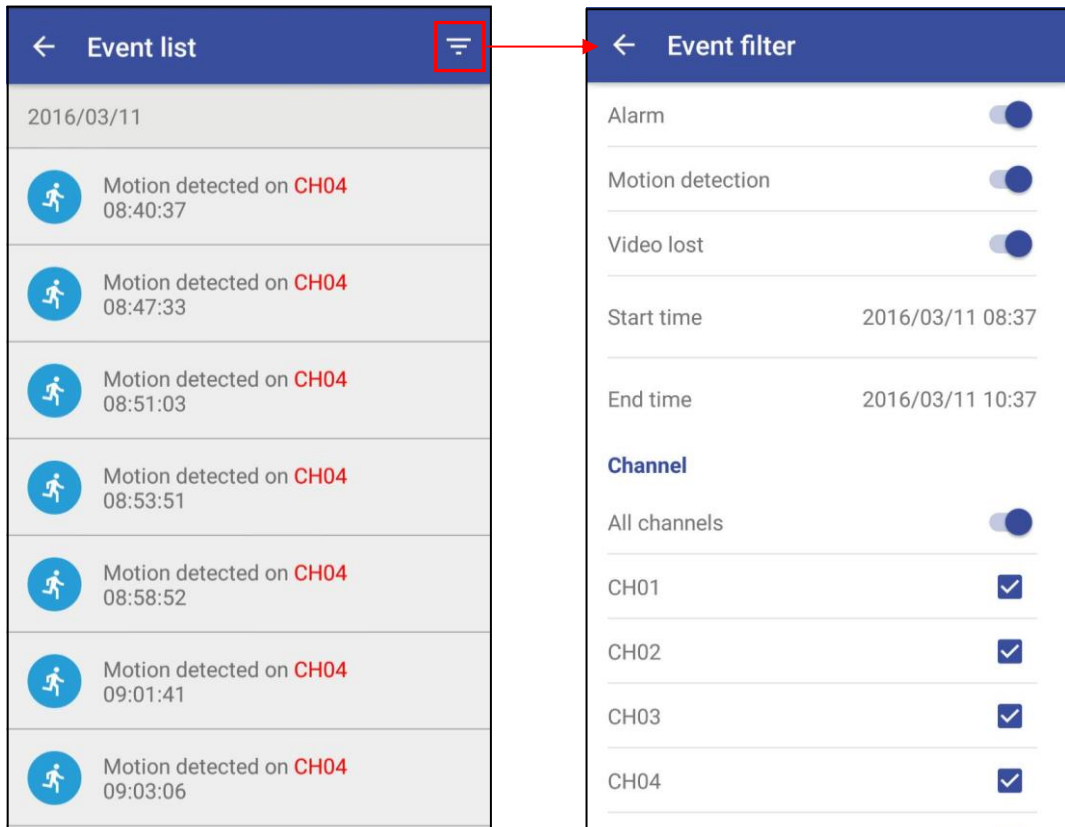 Event list
2016/03/11
Motion detected on CH04
08:40:37
Motion detected on CH04
08:47:33
Motion detected on CH04
08:51:03
Motion detected on CH04
08:53:51
Motion detected on CH04
08:58:52
Motion detected on CH04
09:01:41
Motion detected on CH04
09:03:06
Event filter
Alarm
Motion detection
Video lost
Start time 2016/03/11 08:37
End time 2016/03/11 10:37
Channel
All channels
CH01
CH02
CH03
CH04